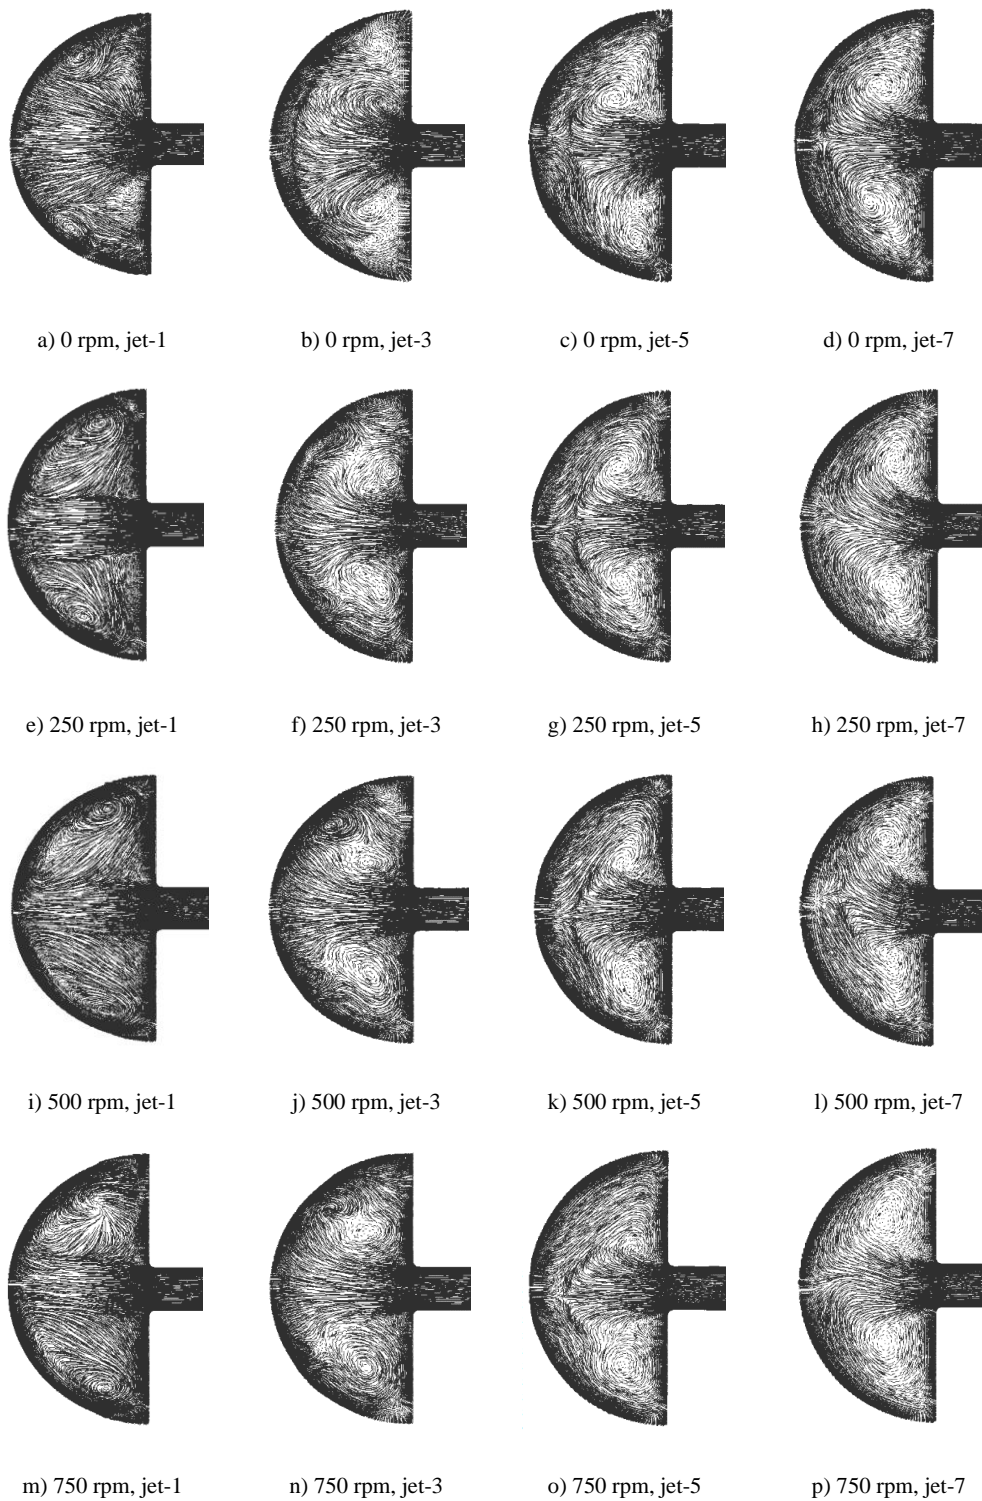 a) 0 rpm, jet-1
b) 0 rpm, jet-3
c) 0 rpm, jet-5
d) 0 rpm, jet-7
e) 250 rpm, jet-1
f) 250 rpm, jet-3
g) 250 rpm, jet-5
h) 250 rpm, jet-7
i) 500 rpm, jet-1
j) 500 rpm, jet-3
k) 500 rpm, jet-5
l) 500 rpm, jet-7
m) 750 rpm, jet-1
n) 750 rpm, jet-3
o) 750 rpm, jet-5
p) 750 rpm, jet-7